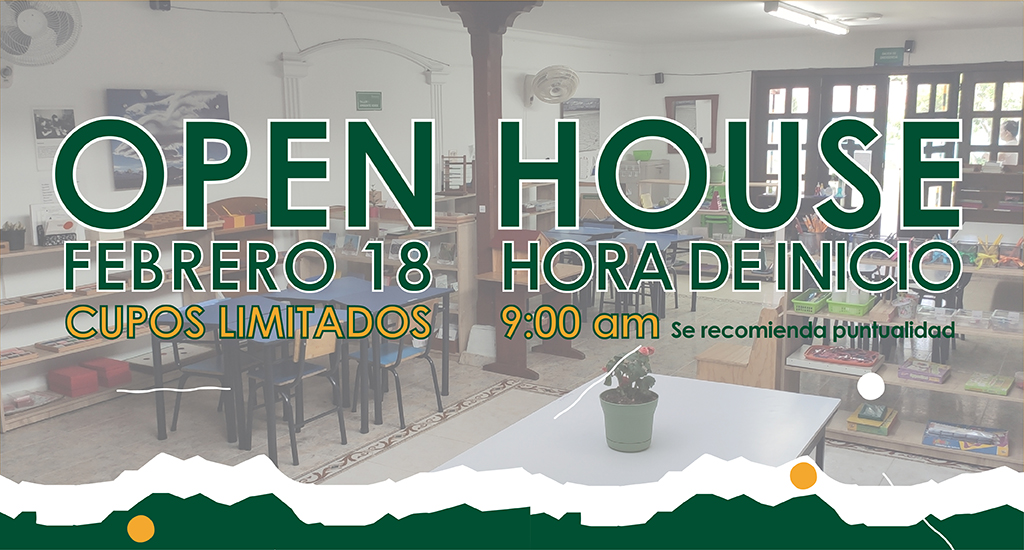 OPEN HOUSE
FEBRERO 18 HORA DE INICIO
CUPOS LIMITADOS 9:00 am Se recomienda puntualidad